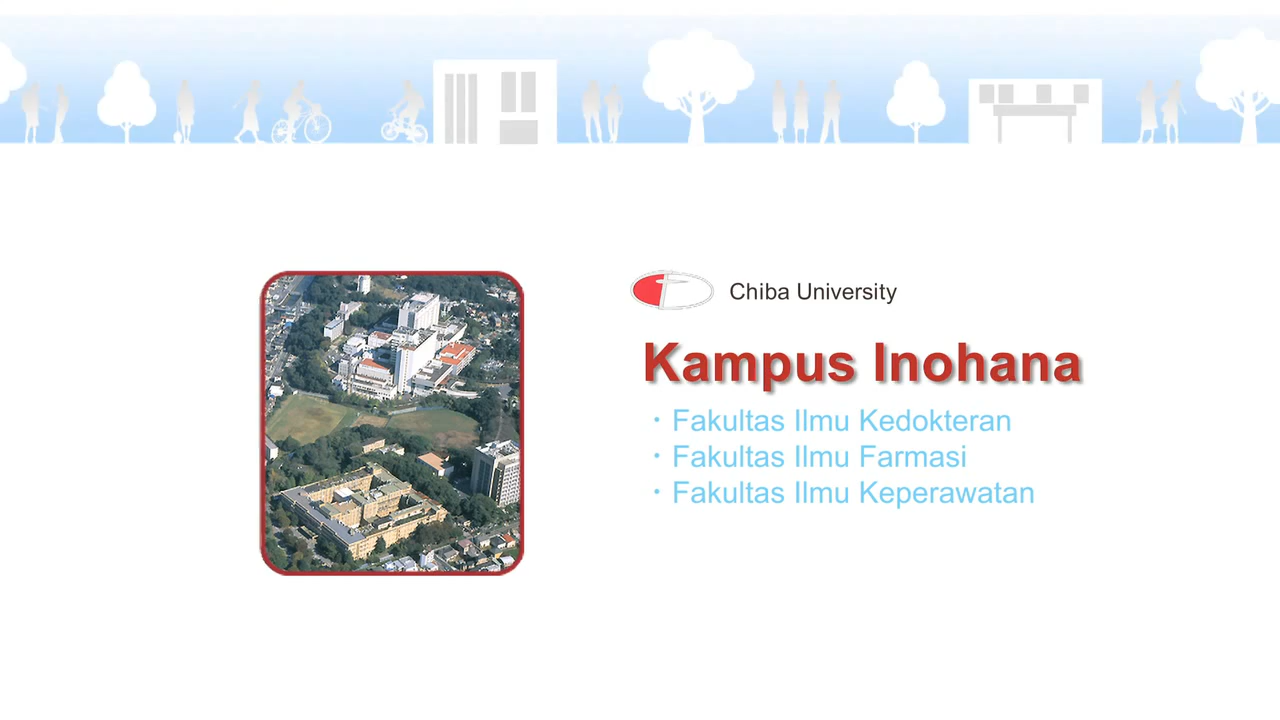 Chiba University
Kampus Inohana
・Fakultas Ilmu Kedokteran
・Fakultas Ilmu Farmasi
・Fakultas Ilmu Keperawatan